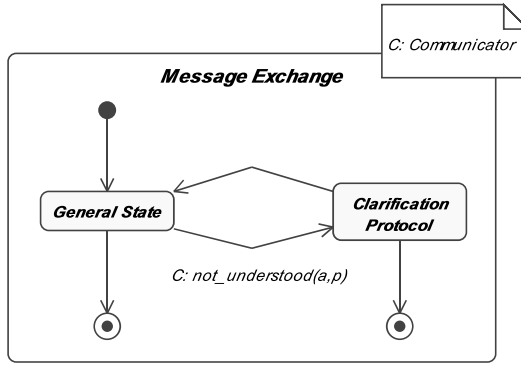 C: Communicator
Message Exchange
General State
Clarification
Protocol
C: not_understood(a,p)